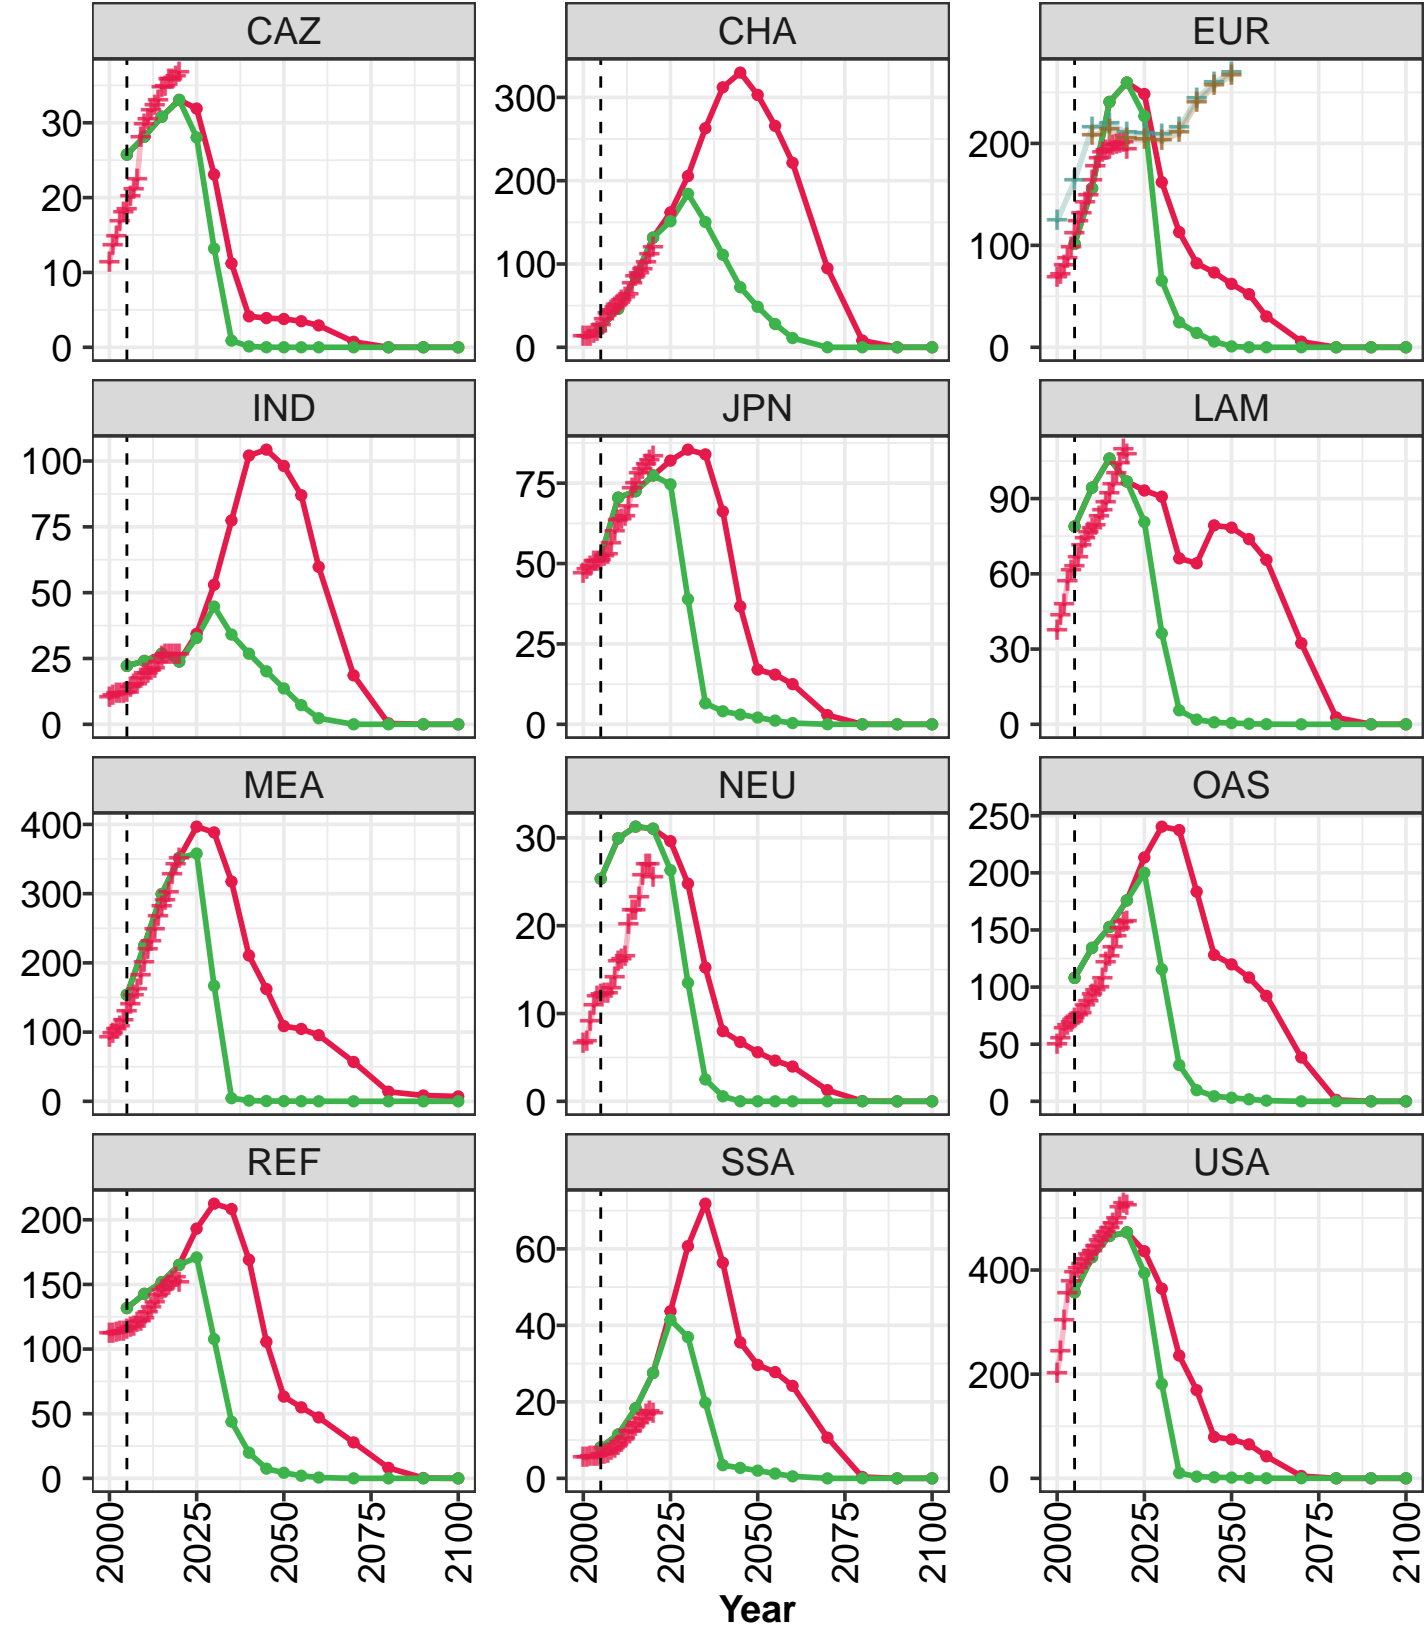 CAZ CHA EUR
30 20 10 0
300 200 100 0
200 100 0
IND JPN LAM
100 75 50 25 0
75 50 25 0
90 60 30 0
MEA NEU OAS
400 300 200 100 0
30 20 10 0
250 200 150 100 50 0
REF SSA USA
200 150 100 50 0
60 40 20 0
400 200 0
2000 2025 2050 2075 2100 2000 2025 2050 2075 2100 2000 2025 2050 2075 2100
Year